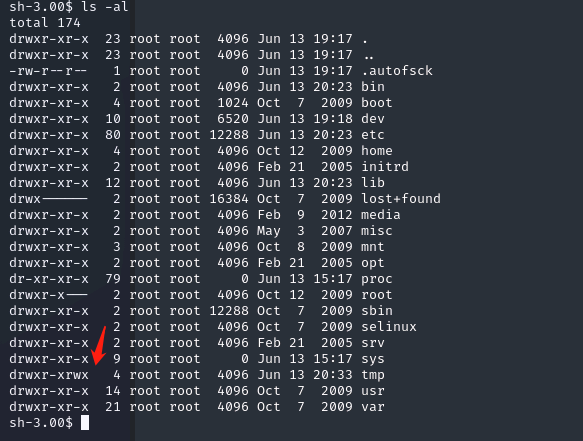 sh-3.00$ ls -al
total 174
drwxr-xr-x  23 root root  4096 Jun 13 19:17 .
drwxr-xr-x  23 root root  4096 Jun 13 19:17 ..
-rw-r--r--   1 root root     0 Jun 13 19:17 .autofsck
drwxr-xr-x   2 root root  4096 Jun 13 20:23 bin
drwxr-xr-x   4 root root  1024 Oct  7  2009 boot
drwxr-xr-x  10 root root  6520 Jun 13 19:18 dev
drwxr-xr-x  80 root root 12288 Jun 13 20:23 etc
drwxr-xr-x   4 root root  4096 Oct 12  2009 home
drwxr-xr-x   2 root root  4096 Feb 21  2005 initrd
drwxr-xr-x  12 root root  4096 Jun 13 20:23 lib
drwx------   2 root root 16384 Oct  7  2009 lost+found
drwxr-xr-x   2 root root  4096 Feb  9  2012 media
drwxr-xr-x   2 root root  4096 May  3  2007 misc
drwxr-xr-x   3 root root  4096 Oct  8  2009 mnt
drwxr-xr-x   2 root root  4096 Feb 21  2005 opt
dr-xr-xr-x  79 root root     0 Jun 13 15:17 proc
drwxr-x---   2 root root  4096 Oct 12  2009 root
drwxr-xr-x   2 root root 12288 Oct  7  2009 sbin
drwxr-xr-x   2 root root  4096 Oct  7  2009 selinux
drwxr-xr-x   2 root root  4096 Feb 21  2005 srv
drwxr-xr-x   9 root root     0 Jun 13 15:17 sys
drwxr-xrwx   4 root root  4096 Jun 13 20:33 tmp
drwxr-xr-x  14 root root  4096 Oct  7  2009 usr
drwxr-xr-x  21 root root  4096 Oct  7  2009 var
sh-3.00$